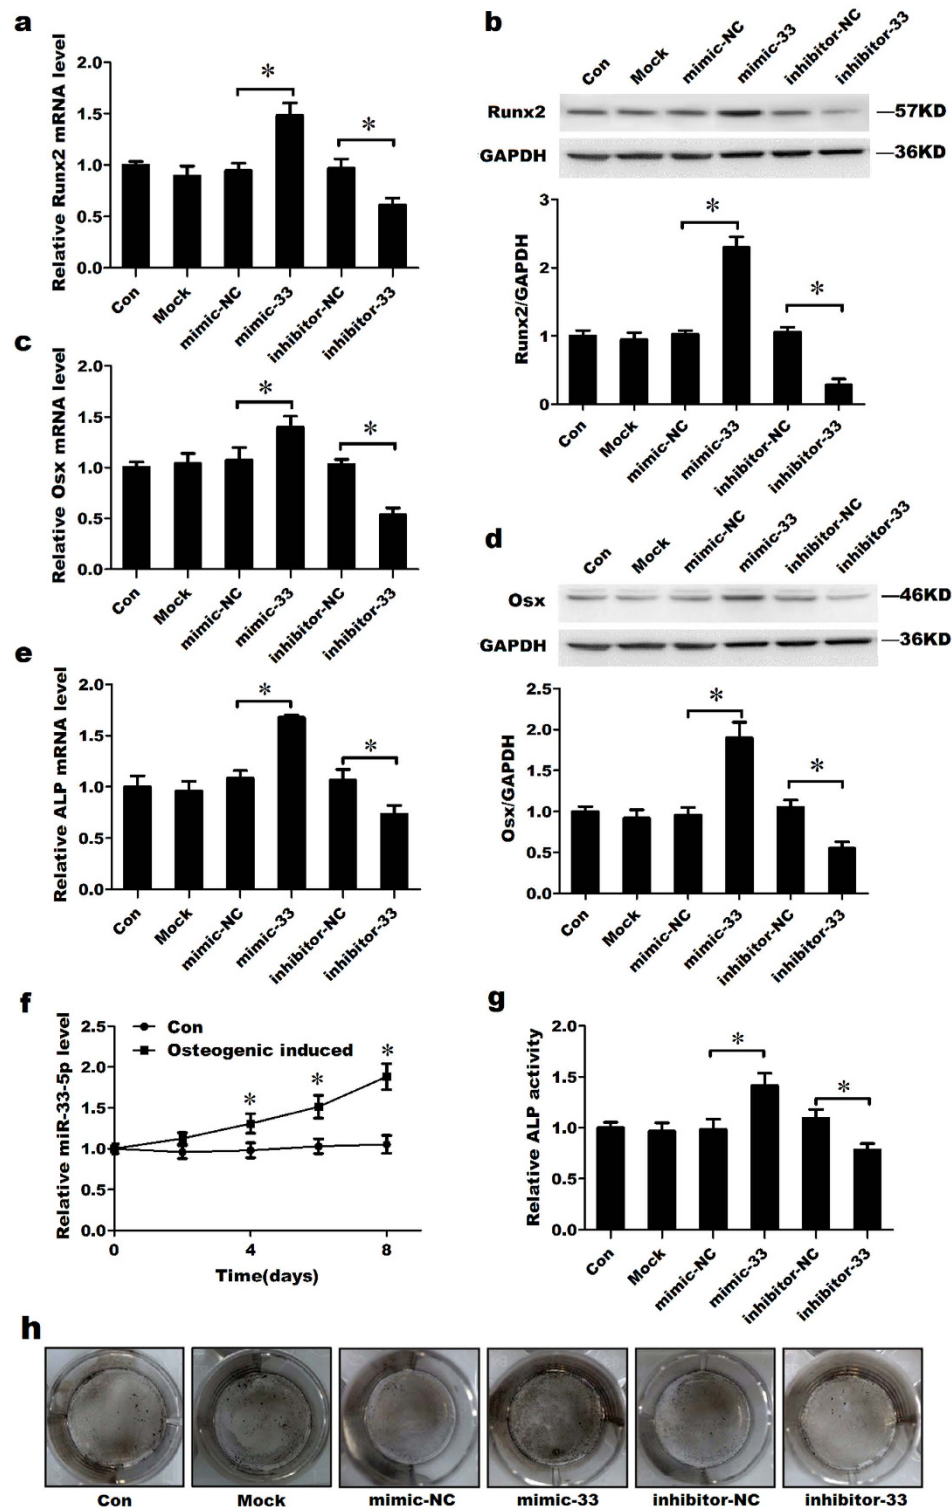 a
Relative Runx2 mRNA level
2.0
1.5
1.0
0.5
0.0
*
*
Con
Mock
mimic-NC
mimic-33
inhibitor-NC
inhibitor-33
b
Con
Mock
mimic-NC
mimic-33
inhibitor-NC
inhibitor-33
Runx2
—57KD
GAPDH
—36KD
Runx2/GAPDH
3
2
1
0
*
*
Con
Mock
mimic-NC
mimic-33
inhibitor-NC
inhibitor-33
c
Relative Osx mRNA level
2.0
1.5
1.0
0.5
0.0
*
*
Con
Mock
mimic-NC
mimic-33
inhibitor-NC
inhibitor-33
d
Con
Mock
mimic-NC
mimic-33
inhibitor-NC
inhibitor-33
Osx
—46KD
GAPDH
—36KD
Osx/GAPDH
2.5
2.0
1.5
1.0
0.5
0.0
*
*
Con
Mock
mimic-NC
mimic-33
inhibitor-NC
inhibitor-33
e
Relative ALP mRNA level
2.0
1.5
1.0
0.5
0.0
*
*
Con
Mock
mimic-NC
mimic-33
inhibitor-NC
inhibitor-33
f
Relative miR-33-5p level
2.5
2.0
1.5
1.0
0.5
0.0
Con
Osteogenic induced
*
*
*
0
4
8
Time(days)
g
Relative ALP activity
2.0
1.5
1.0
0.5
0.0
*
*
Con
Mock
mimic-NC
mimic-33
inhibitor-NC
inhibitor-33
h
Con
Mock
mimic-NC
mimic-33
inhibitor-NC
inhibitor-33